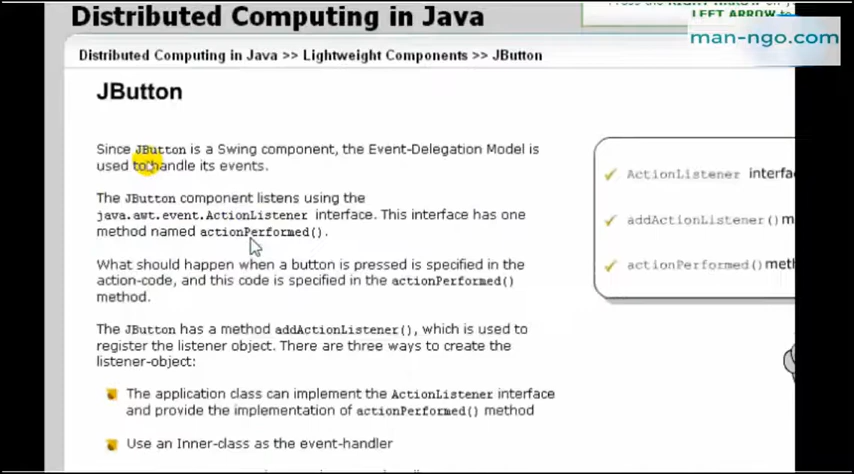 Distributed Computing in Java
LEFT ARROW to
man-ngo.com
Distributed Computing in Java >> Lightweight Components >> JButton
JButton
Since JButton is a Swing component, the Event-Delegation Model is
used to handle its events.
The JButton component listens using the
java.awt.event.ActionListener interface. This interface has one
method named actionPerformed().
What should happen when a button is pressed is specified in the
action-code, and this code is specified in the actionPerformed()
method.
The JButton has a method addActionListener(), which is used to
register the listener object. There are three ways to create the
listener-object:
The application class can implement the ActionListener interface
and provide the implementation of actionPerformed() method
Use an Inner-class as the event-handler
ActionListener interfa
addActionListener() m
actionPerformed() meth